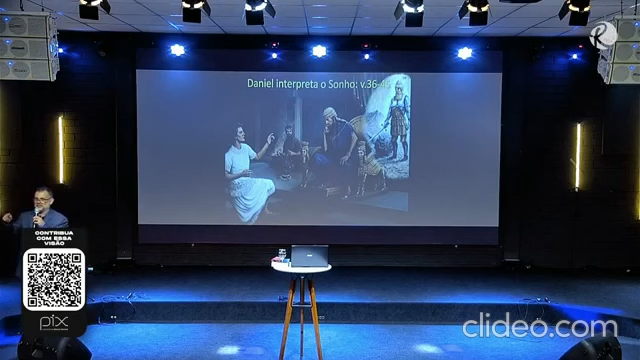 Daniel interpreta o Sonho: v.36-45
CONTRIBUA
COM ESSA
VISÃO
pix
clideo.com